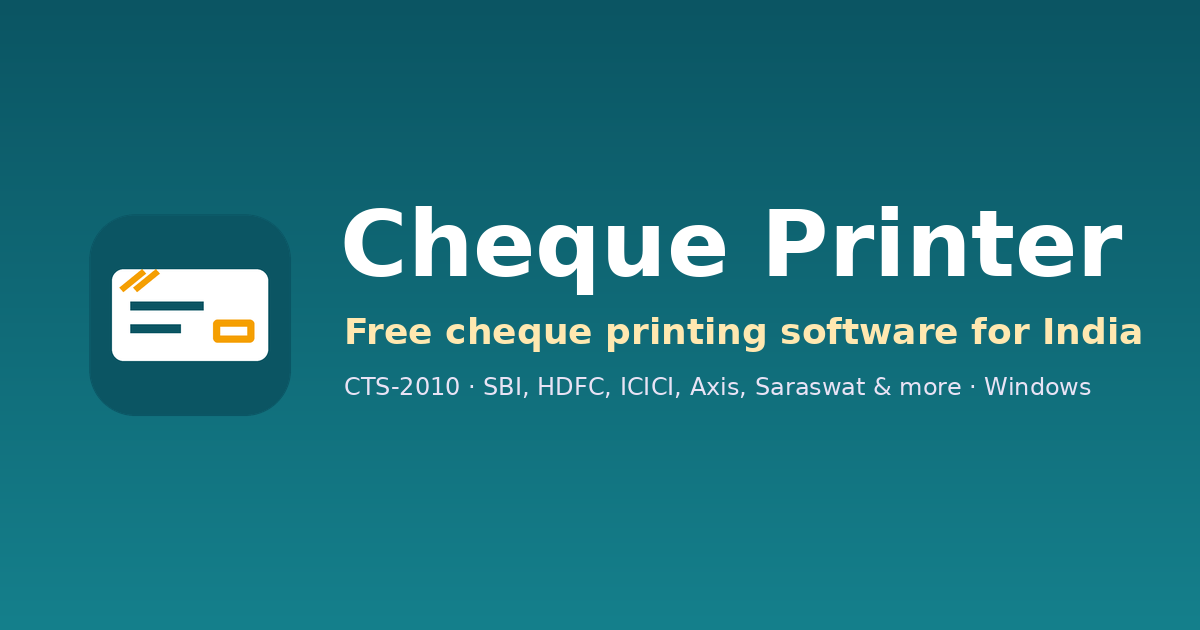 Cheque Printer
Free cheque printing software for India
CTS-2010 · SBI, HDFC, ICICI, Axis, Saraswat & more · Windows